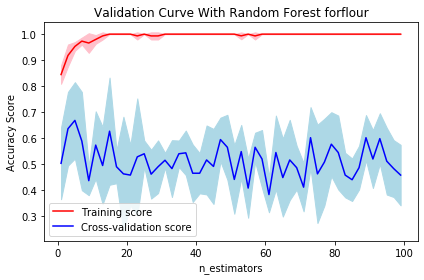 Validation Curve With Random Forest forflour
Accuracy Score
1.0
0.9
0.8
0.7
0.6
0.5
0.4
0.3
Training score
Cross-validation score
0 20 40 60 80 100
n_estimators